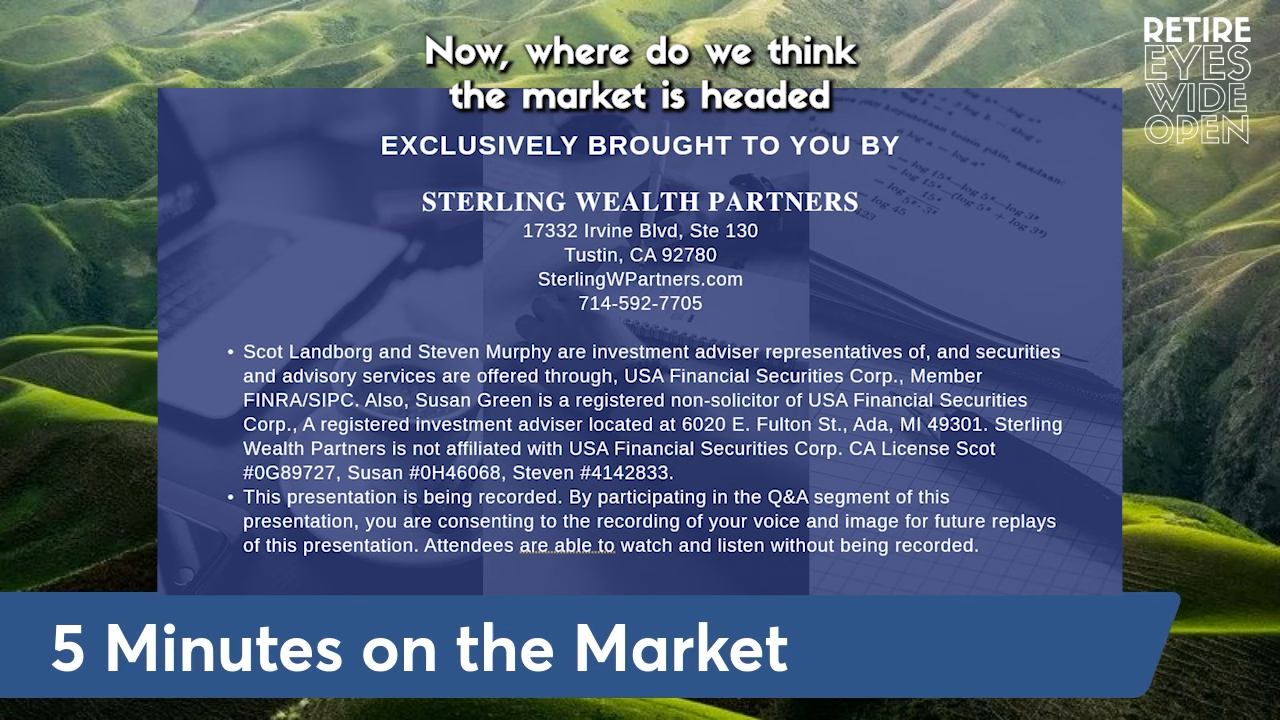 Now, where do we think
the market is headed
RETIRE
EYES
WIDE
OPEN
EXCLUSIVELY BROUGHT TO YOU BY
STERLING WEALTH PARTNERS
17332 Irvine Blvd, Ste 130
Tustin, CA 92780
SterlingWPartners.com
714-592-7705
• Scot Landborg and Steven Murphy are investment adviser representatives of, and securities
and advisory services are offered through, USA Financial Securities Corp., Member
FINRA/SIPC. Also, Susan Green is a registered non-solicitor of USA Financial Securities
Corp., A registered investment adviser located at 6020 E. Fulton St., Ada, MI 49301. Sterling
Wealth Partners is not affiliated with USA Financial Securities Corp. CA License Scot
#0G89727, Susan #0H46068, Steven #4142833.
• This presentation is being recorded. By participating in the Q&A segment of this
presentation, you are consenting to the recording of your voice and image for future replays
of this presentation. Attendees are able to watch and listen without being recorded.
5 Minutes on the Market